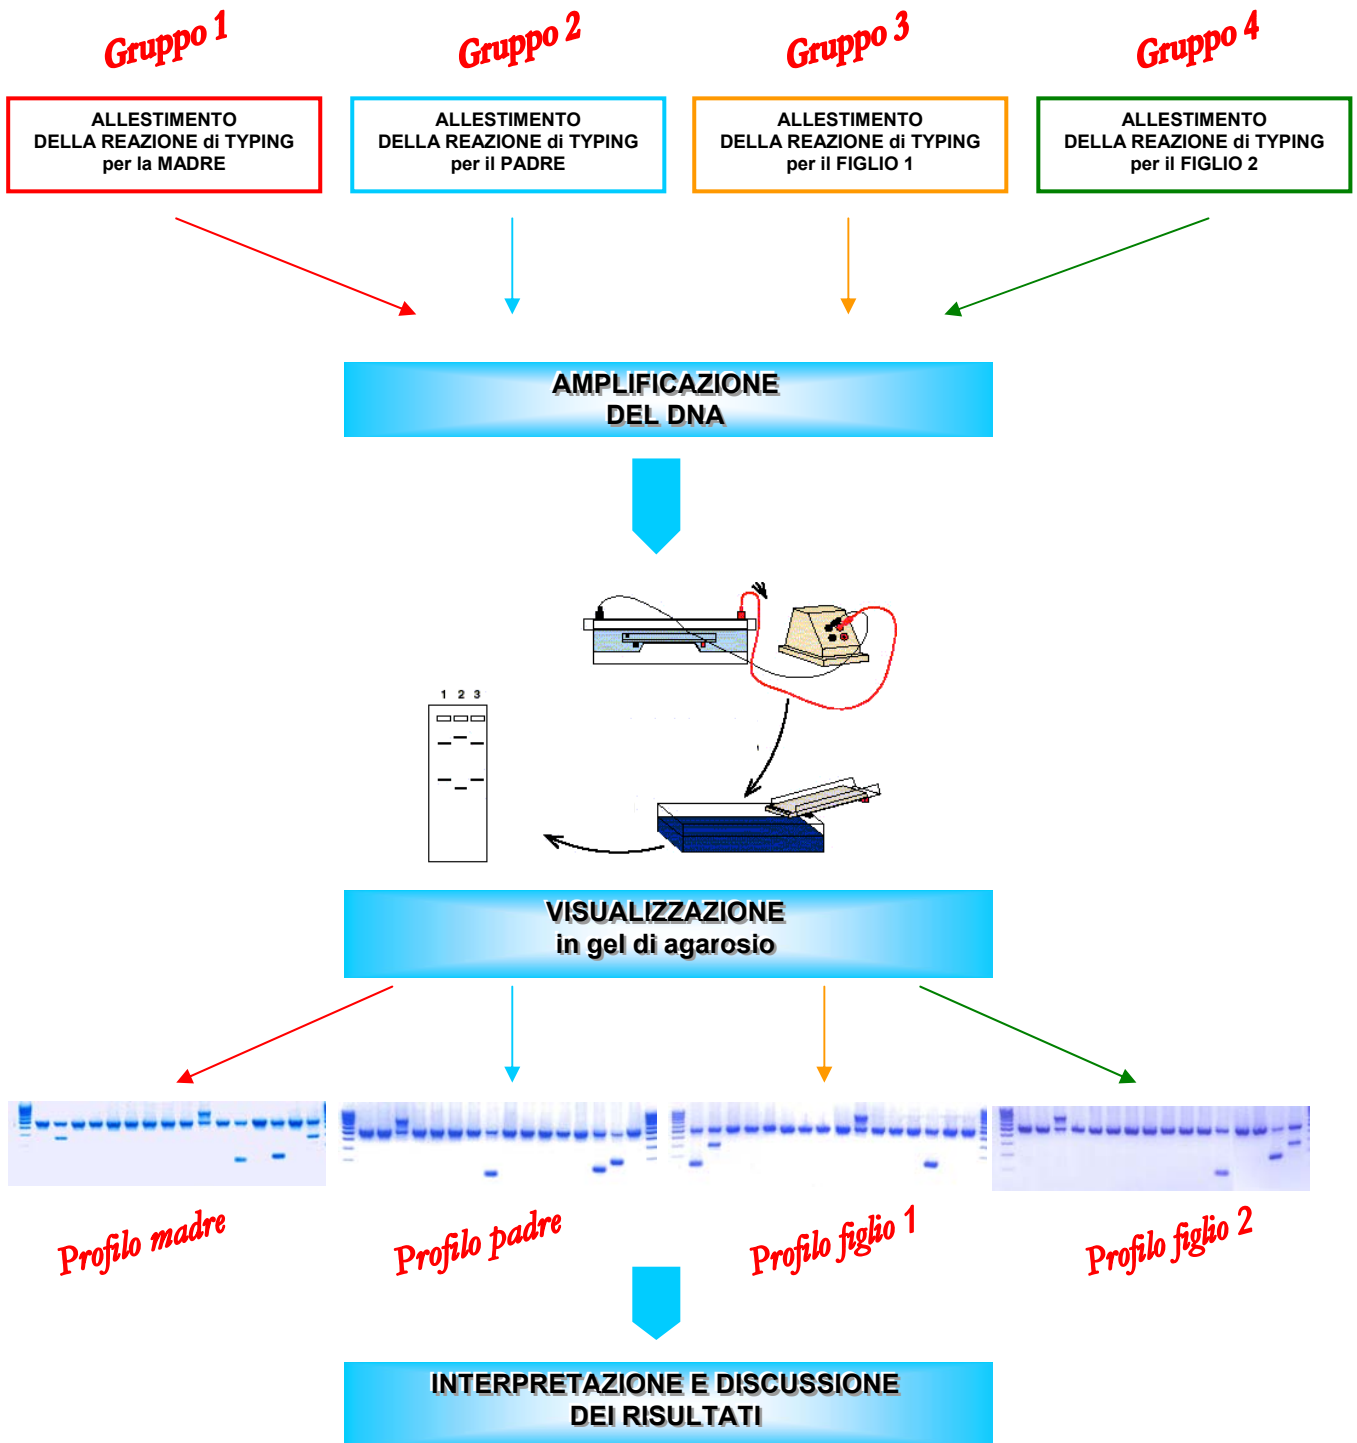 Gruppo 1
Gruppo 2
Gruppo 3
Gruppo 4
ALLESTIMENTO
DELLA REAZIONE di TYPING
per la MADRE
ALLESTIMENTO
DELLA REAZIONE di TYPING
per il PADRE
ALLESTIMENTO
DELLA REAZIONE di TYPING
per il FIGLIO 1
ALLESTIMENTO
DELLA REAZIONE di TYPING
per il FIGLIO 2
AMPLIFICAZIONE
DEL DNA
1 2 3
VISUALIZZAZIONE
in gel di agarosio
Profilo madre
Profilo padre
Profilo figlio 1
Profilo figlio 2
INTERPRETAZIONE E DISCUSSIONE
DEI RISULTATI